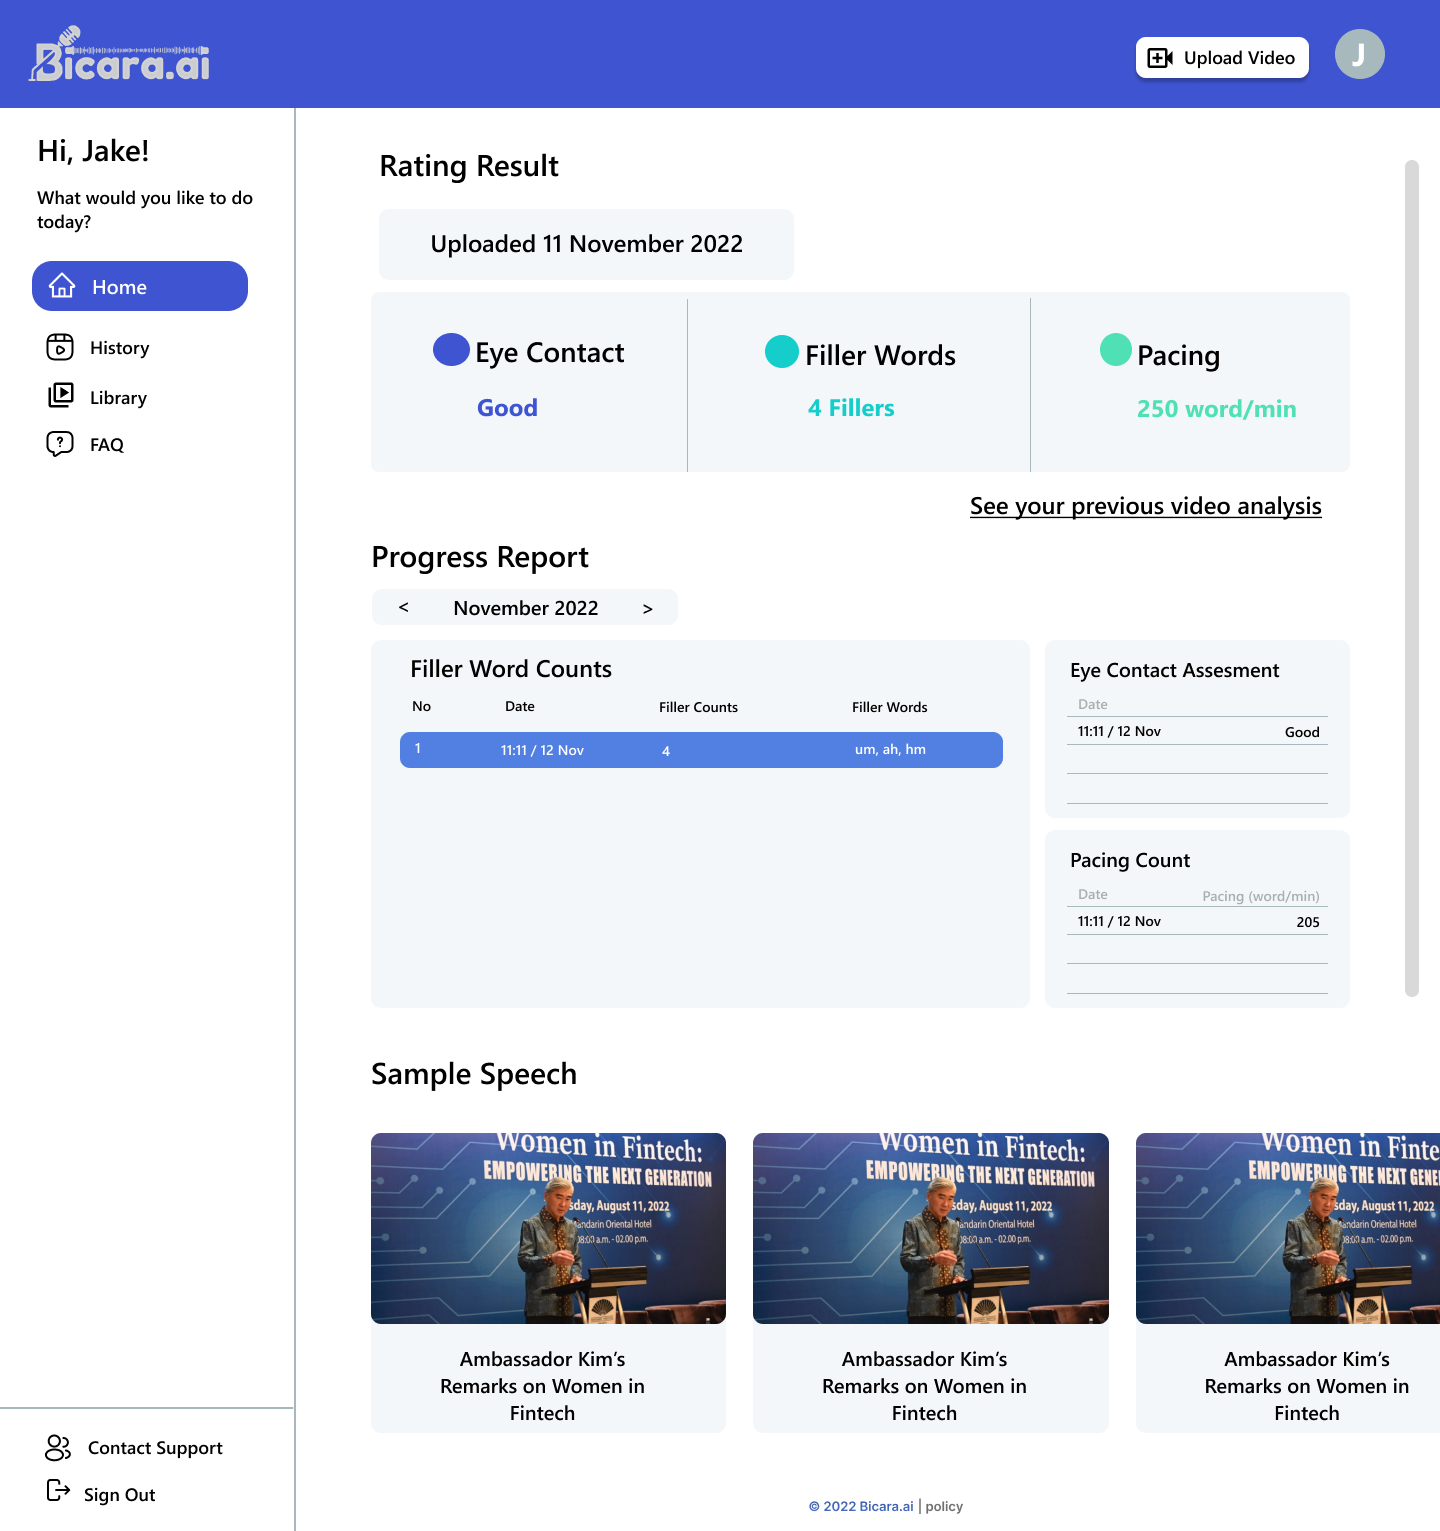 Bicara.ai
Upload Video
J
Hi, Jake!
What would you like to do
today?
Home
History
Library
FAQ
Contact Support
Sign Out
Rating Result
Uploaded 11 November 2022
Eye Contact
Good
Filler Words
4 Fillers
Pacing
250 word/min
See your previous video analysis
Progress Report
< November 2022 >
Filler Word Counts
No Date Filler Counts Filler Words
1 11:11 / 12 Nov 4 um, ah, hm
Eye Contact Assesment
Date
11:11 / 12 Nov Good
Pacing Count
Date Pacing (word/min)
11:11 / 12 Nov 205
Sample Speech
Women in Fintech:
EMPOWERING THE NEXT GENERATION
sday, August 11, 2022
Mandarin Oriental Hotel
08:00 a.m. - 02.00 p.m.
Ambassador Kim’s
Remarks on Women in
Fintech
Women in Fintech:
EMPOWERING THE NEXT GENERATION
sday, August 11, 2022
Mandarin Oriental Hotel
08:00 a.m. - 02.00 p.m.
Ambassador Kim’s
Remarks on Women in
Fintech
Women in Finte
EMPOWERING THE NEXT GENE
sday, August 11, 2022
Mandarin Oriental Hotel
08:00 a.m. - 02.00 p.m.
Ambassador Kim’s
Remarks on Women in
Fintech
© 2022 Bicara.ai | policy